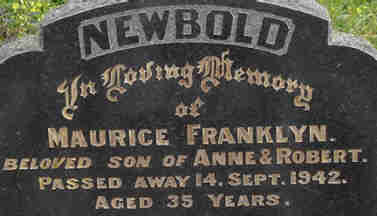 NEWBOLD
In Loving Memory
of
MAURICE FRANKLYN.
BELOVED SON OF ANNE & ROBERT.
PASSED AWAY 14. SEPT. 1942.
AGED 35 YEARS.